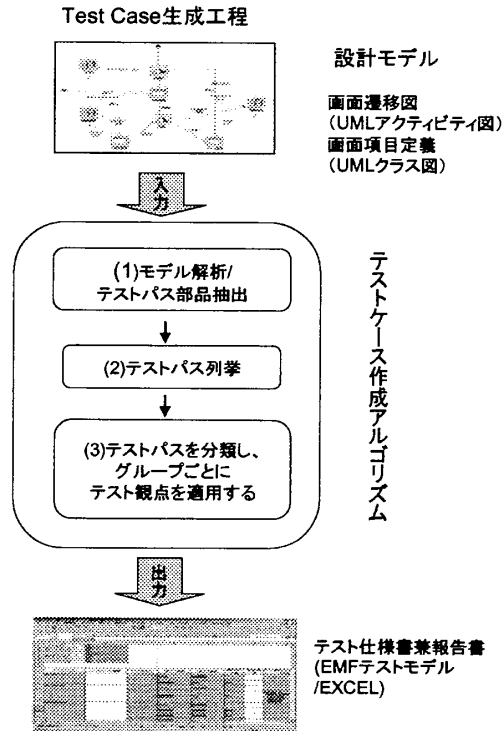 Test Case生成工程
設計モデル
画面遷移図
(UMLアクティビティ図)
画面項目定義
(UMLクラス図)
入力
(1)モデル解析/
テストパス部品抽出
(2)テストパス列挙
(3)テストパスを分類し、
グループごとに
テスト観点を適用する
テストケース作成アルゴリズム
出力
テスト仕様書兼報告書
(EMFテストモデル
/EXCEL)